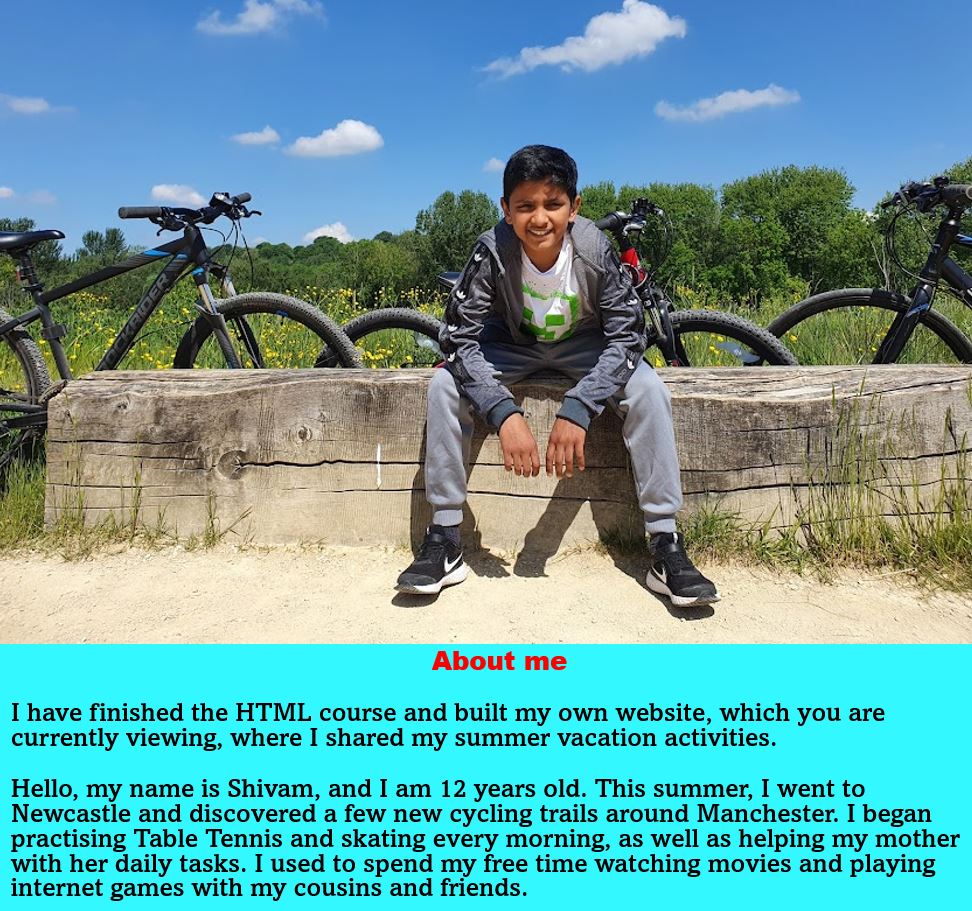 ROCKRIDER
About me
I have finished the HTML course and built my own website, which you are
currently viewing, where I shared my summer vacation activities.
Hello, my name is Shivam, and I am 12 years old. This summer, I went to
Newcastle and discovered a few new cycling trails around Manchester. I began
practising Table Tennis and skating every morning, as well as helping my mother
with her daily tasks. I used to spend my free time watching movies and playing
internet games with my cousins and friends.